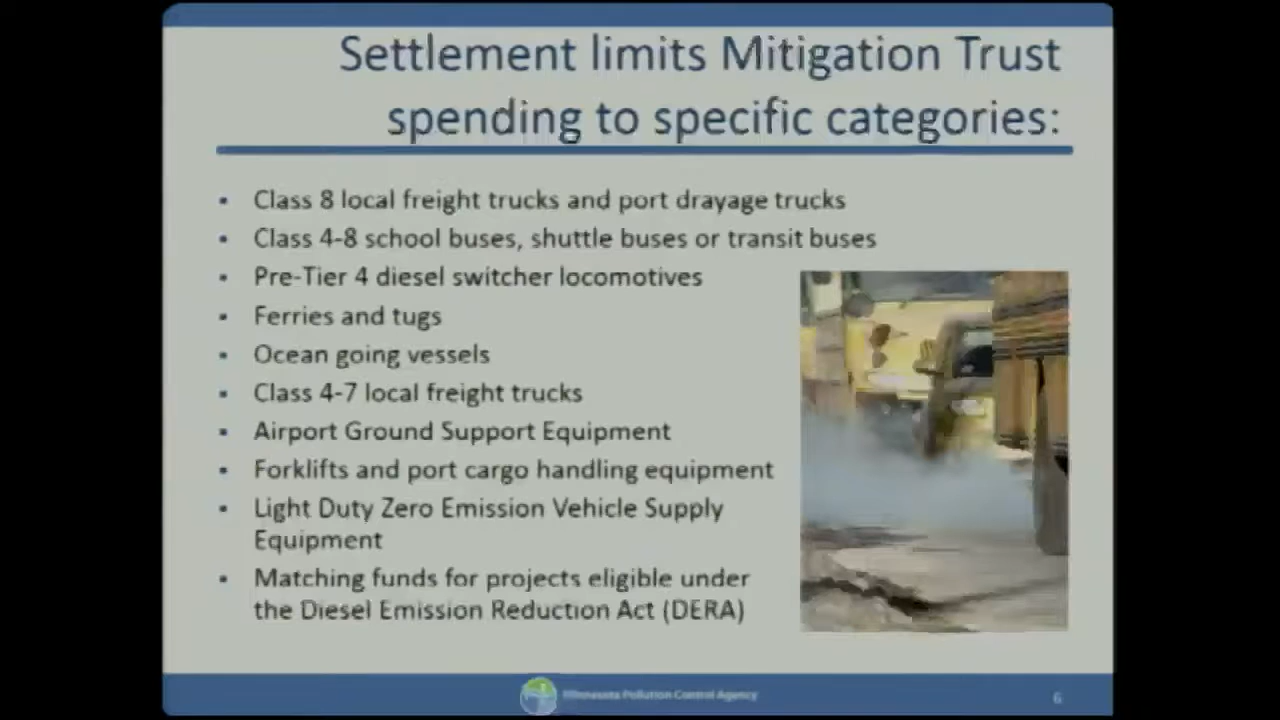 Settlement limits Mitigation Trust
spending to specific categories:
• Class 8 local freight trucks and port drayage trucks
• Class 4-8 school buses, shuttle buses or transit buses
• Pre-Tier 4 diesel switcher locomotives
• Ferries and tugs
• Ocean going vessels
• Class 4-7 local freight trucks
• Airport Ground Support Equipment
• Forklifts and port cargo handling equipment
• Light Duty Zero Emission Vehicle Supply
Equipment
• Matching funds for projects eligible under
the Diesel Emission Reduction Act (DERA)
Minnesota Pollution Control Agency
6